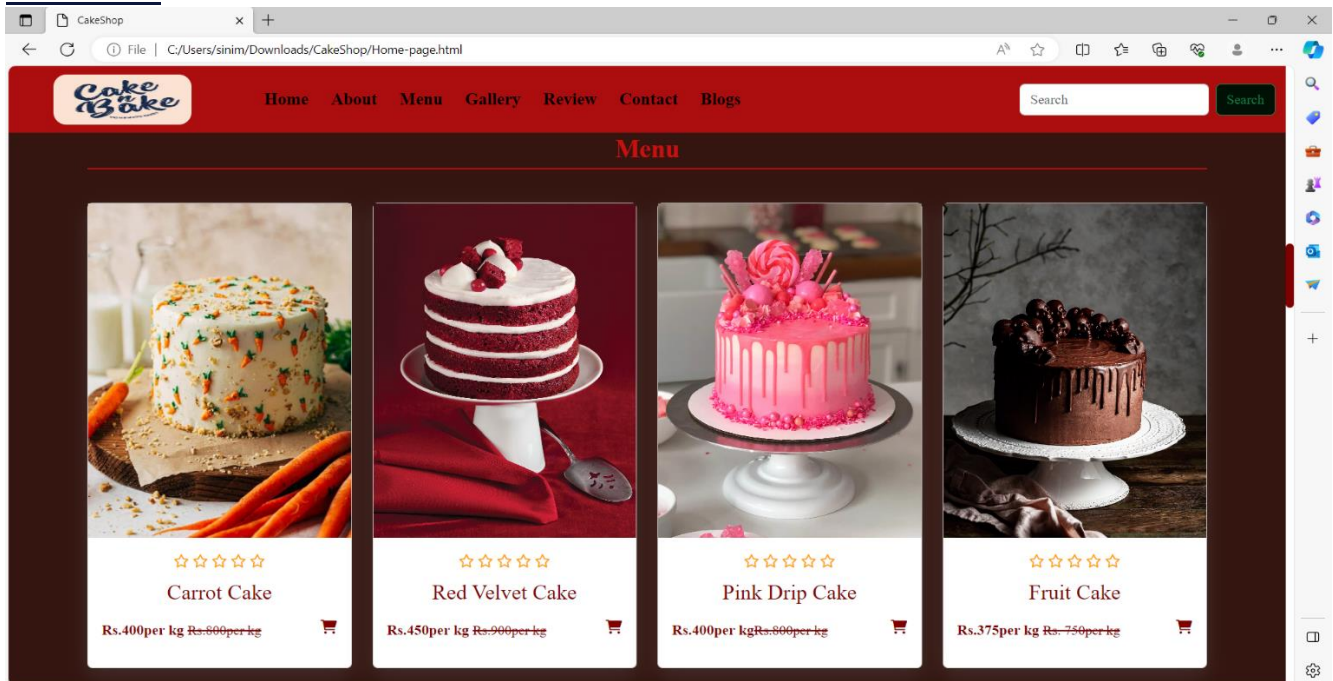 CakeShop
File | C:/Users/sinim/Downloads/CakeShop/Home-page.html
Cake n Bake
Home About Menu Gallery Review Contact Blogs
Search Search
Menu
Carrot Cake Red Velvet Cake Pink Drip Cake Fruit Cake
Rs.400per kg Rs.800per kg Rs.450per kg Rs.900per kg Rs.400per kgRs.800per kg Rs.375per kg Rs. 750per kg